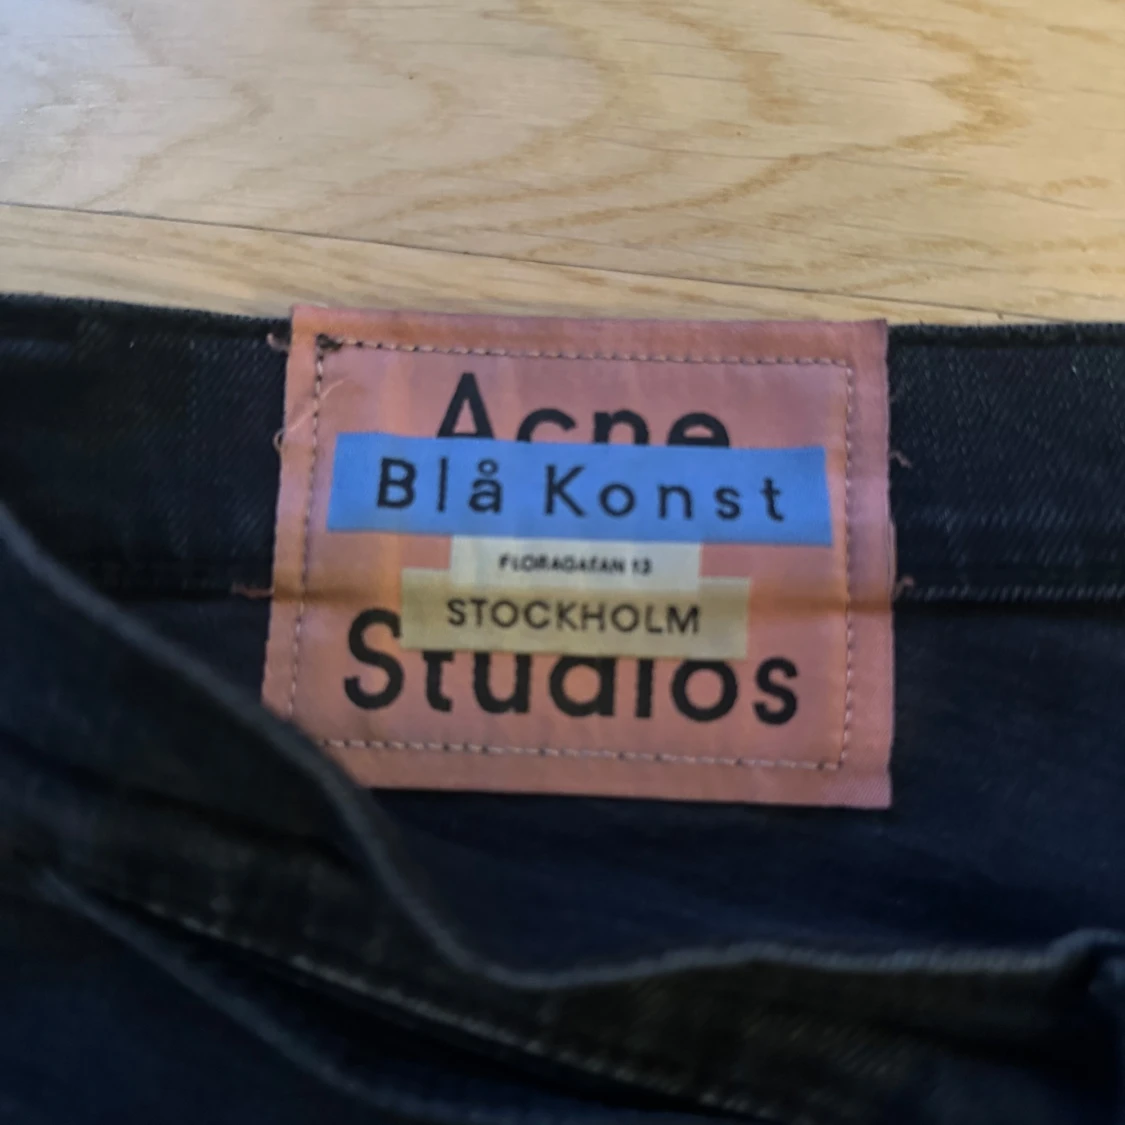 Acne
Blå Konst
FLORAGATAN 13
STOCKHOLM
Studios